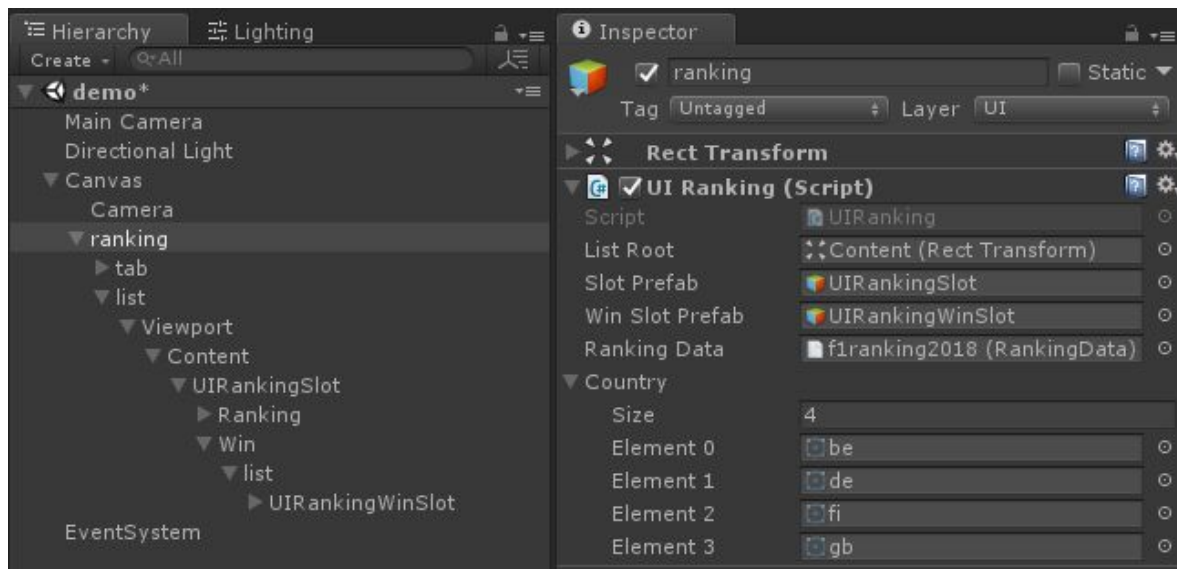 Hierarchy
Lighting
Create
All
demo*
Main Camera
Directional Light
Canvas
Camera
ranking
tab
list
Viewport
Content
UIRankingSlot
Ranking
Win
list
UIRankingWinSlot
EventSystem
Inspector
ranking
Static
Tag Untagged Layer UI
Rect Transform
UI Ranking (Script)
Script UIRanking
List Root Content (Rect Transform)
Slot Prefab UIRankingSlot
Win Slot Prefab UIRankingWinSlot
Ranking Data f1ranking2018 (RankingData)
Country
Size 4
Element 0 be
Element 1 de
Element 2 fi
Element 3 gb